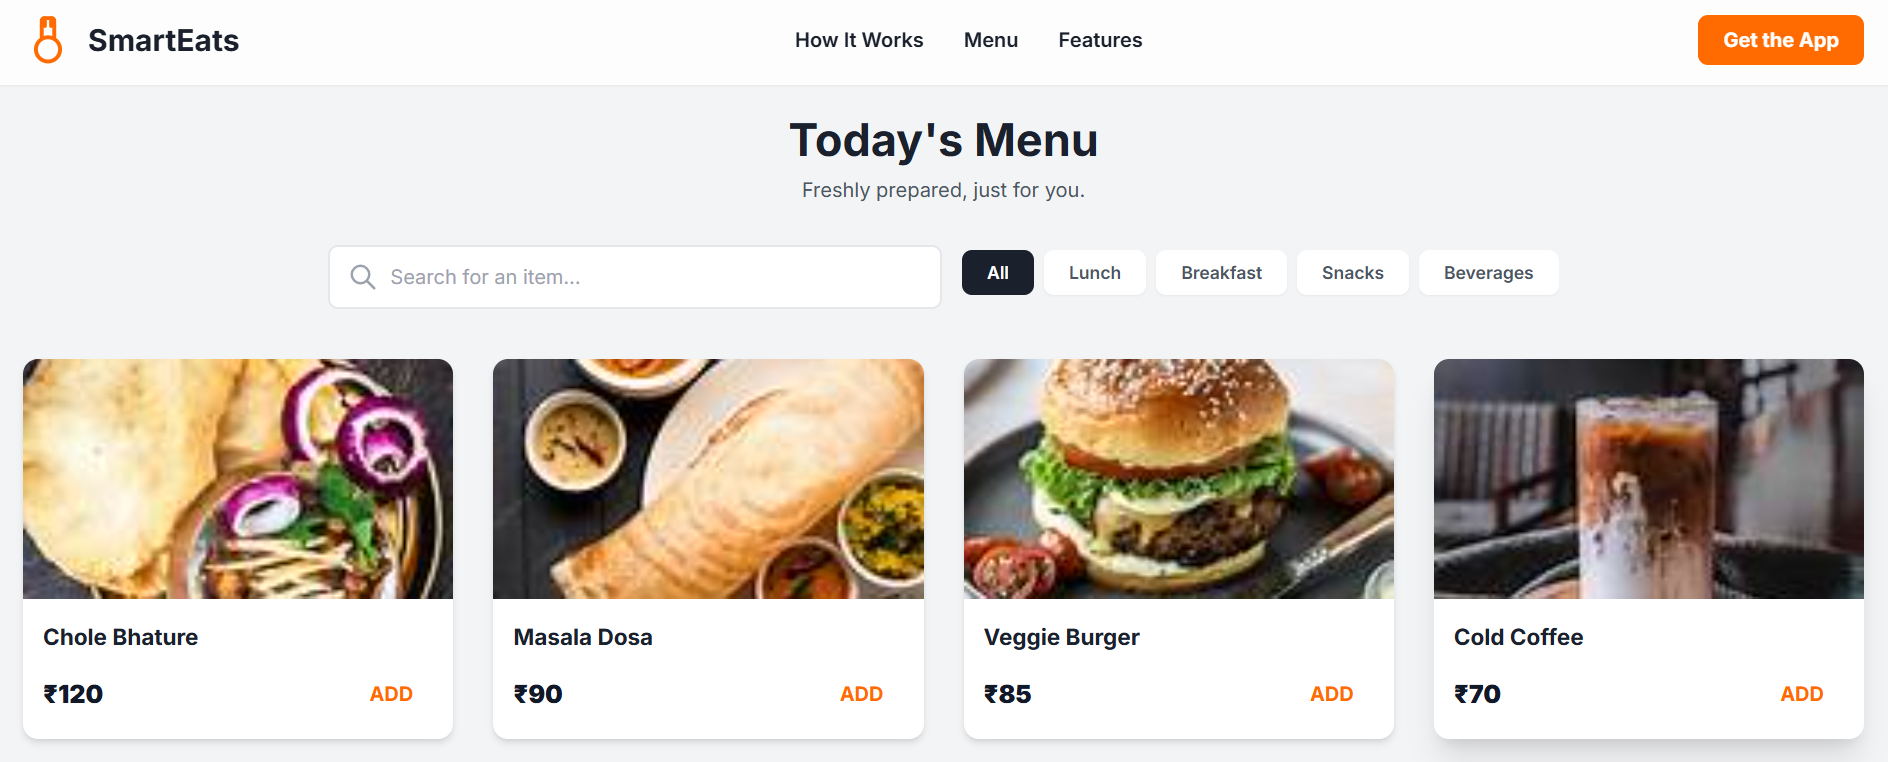 SmartEats
How It Works
Menu
Features
Get the App
Today's Menu
Freshly prepared, just for you.
Search for an item...
All
Lunch
Breakfast
Snacks
Beverages
Chole Bhature
₹120
ADD
Masala Dosa
₹90
ADD
Veggie Burger
₹85
ADD
Cold Coffee
₹70
ADD